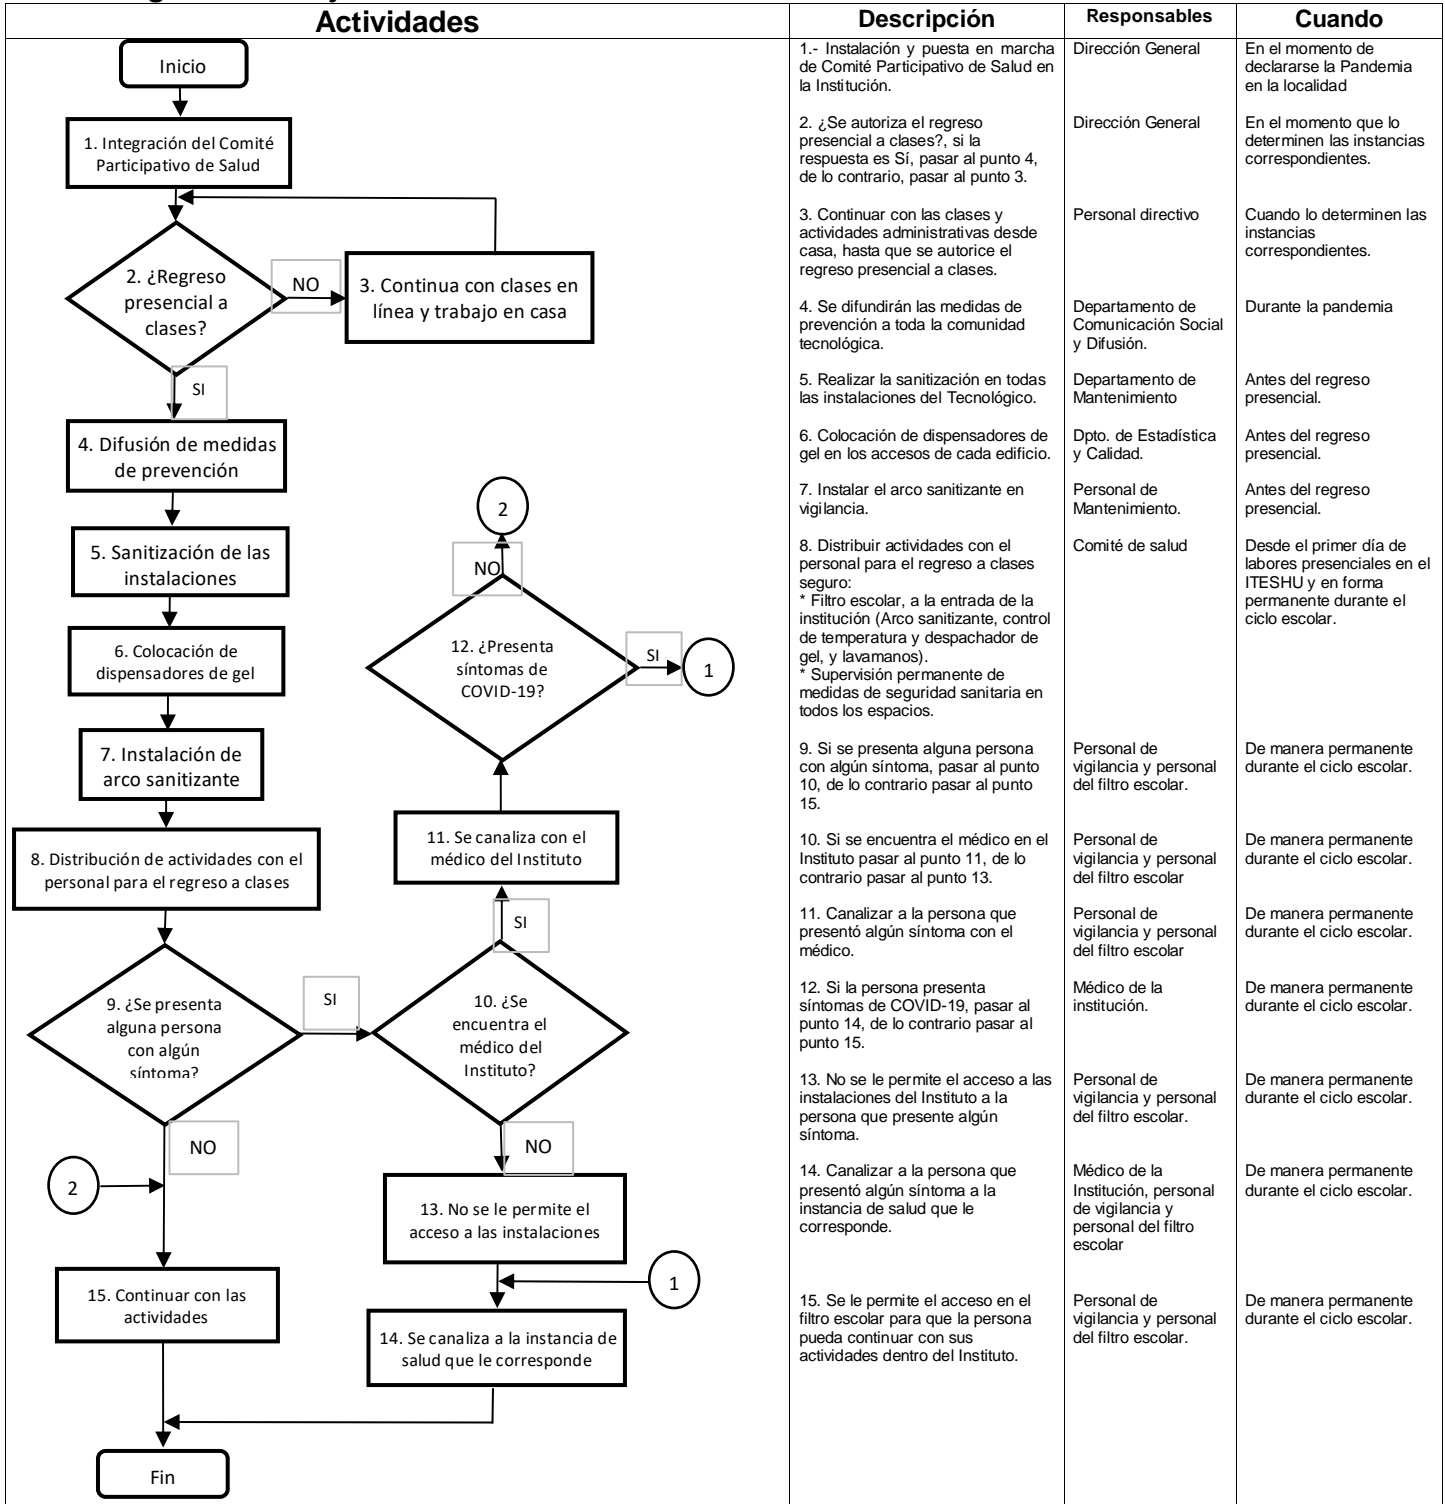 Actividades
Inicio
1. Integración del Comité
Participativo de Salud
2. ¿Regreso
presencial a
clases?
NO
3. Continua con clases en
línea y trabajo en casa
SI
4. Difusión de medidas
de prevención
5. Sanitización de las
instalaciones
6. Colocación de
dispensadores de gel
7. Instalación de
arco sanitizante
8. Distribución de actividades con el
personal para el regreso a clases
9. ¿Se presenta
alguna persona
con algún
síntoma?
SI
NO
2
15. Continuar con las
actividades
Fin
2
NO
12. ¿Presenta
síntomas de
COVID-19?
SI
1
11. Se canaliza con el
médico del Instituto
SI
10. ¿Se
encuentra el
médico del
Instituto?
NO
13. No se le permite el
acceso a las instalaciones
1
14. Se canaliza a la instancia de
salud que le corresponde
Descripción
1.- Instalación y puesta en marcha
de Comité Participativo de Salud en
la Institución.
2. ¿Se autoriza el regreso
presencial a clases?, si la
respuesta es Sí, pasar al punto 4,
de lo contrario, pasar al punto 3.
3. Continuar con las clases y
actividades administrativas desde
casa, hasta que se autorice el
regreso presencial a clases.
4. Se difundirán las medidas de
prevención a toda la comunidad
tecnológica.
5. Realizar la sanitización en todas
las instalaciones del Tecnológico.
6. Colocación de dispensadores de
gel en los accesos de cada edificio.
7. Instalar el arco sanitizante en
vigilancia.
8. Distribuir actividades con el
personal para el regreso a clases
seguro:
* Filtro escolar, a la entrada de la
institución (Arco sanitizante, control
de temperatura y despachador de
gel, y lavamanos).
* Supervisión permanente de
medidas de seguridad sanitaria en
todos los espacios.
9. Si se presenta alguna persona
con algún síntoma, pasar al punto
10, de lo contrario pasar al punto
15.
10. Si se encuentra el médico en el
Instituto pasar al punto 11, de lo
contrario pasar al punto 13.
11. Canalizar a la persona que
presentó algún síntoma con el
médico.
12. Si la persona presenta
síntomas de COVID-19, pasar al
punto 14, de lo contrario pasar al
punto 15.
13. No se le permite el acceso a las
instalaciones del Instituto a la
persona que presente algún
síntoma.
14. Canalizar a la persona que
presentó algún síntoma a la
instancia de salud que le
corresponde.
15. Se le permite el acceso en el
filtro escolar para que la persona
pueda continuar con sus
actividades dentro del Instituto.
Responsables
Dirección General
Dirección General
Personal directivo
Departamento de
Comunicación Social
y Difusión.
Departamento de
Mantenimiento
Dpto. de Estadística
y Calidad.
Personal de
Mantenimiento.
Comité de salud
Personal de
vigilancia y personal
del filtro escolar.
Personal de
vigilancia y personal
del filtro escolar
Personal de
vigilancia y personal
del filtro escolar
Médico de la
institución.
Personal de
vigilancia y personal
del filtro escolar.
Médico de la
Institución, personal
de vigilancia y
personal del filtro
escolar
Personal de
vigilancia y personal
del filtro escolar.
Cuando
En el momento de
declararse la Pandemia
en la localidad
En el momento que lo
determinen las instancias
correspondientes.
Cuando lo determinen las
instancias
correspondientes.
Durante la pandemia
Antes del regreso
presencial.
Antes del regreso
presencial.
Antes del regreso
presencial.
Desde el primer día de
labores presenciales en el
ITESHU y en forma
permanente durante el
ciclo escolar.
De manera permanente
durante el ciclo escolar.
De manera permanente
durante el ciclo escolar.
De manera permanente
durante el ciclo escolar.
De manera permanente
durante el ciclo escolar.
De manera permanente
durante el ciclo escolar.
De manera permanente
durante el ciclo escolar.
De manera permanente
durante el ciclo escolar.